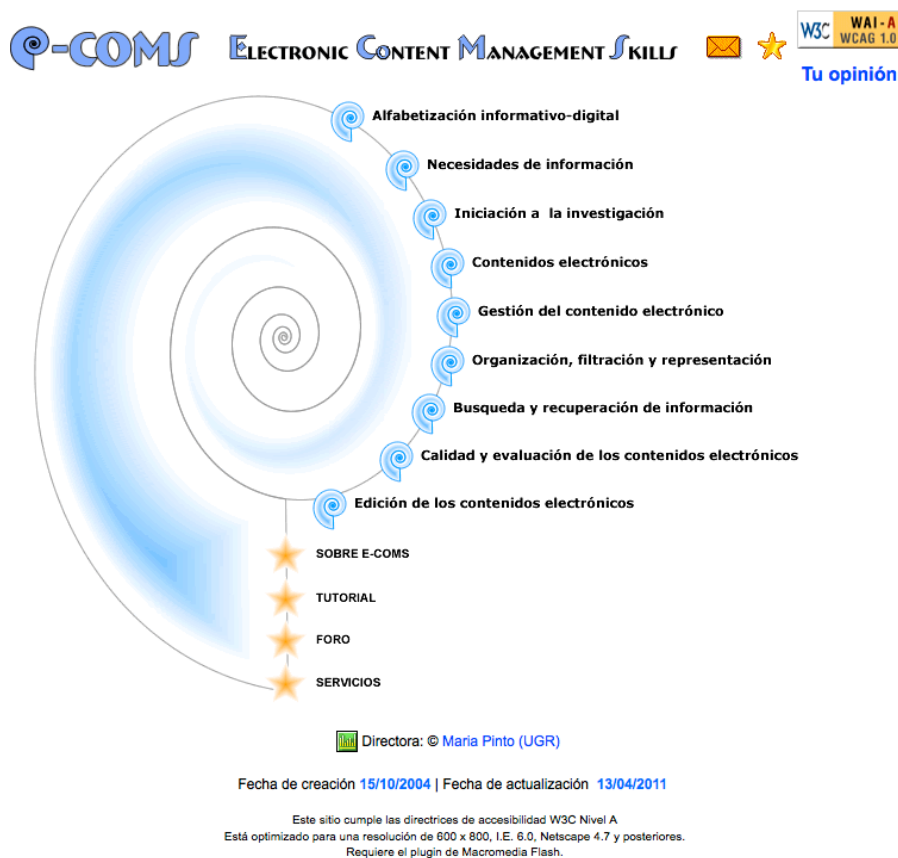 e-COMS Electronic Content Management Skills
W3C WAI-A WCAG 1.0
Tu opinión
Alfabetización informativo-digital
Necesidades de información
Iniciación a la investigación
Contenidos electrónicos
Gestión del contenido electrónico
Organización, filtración y representación
Busqueda y recuperación de información
Calidad y evaluación de los contenidos electrónicos
Edición de los contenidos electrónicos
SOBRE E-COMS
TUTORIAL
FORO
SERVICIOS
Directora: © Maria Pinto (UGR)
Fecha de creación 15/10/2004 | Fecha de actualización 13/04/2011
Este sitio cumple las directrices de accesibilidad W3C Nivel A
Está optimizado para una resolución de 600 x 800, I.E. 6.0, Netscape 4.7 y posteriores.
Requiere el plugin de Macromedia Flash.